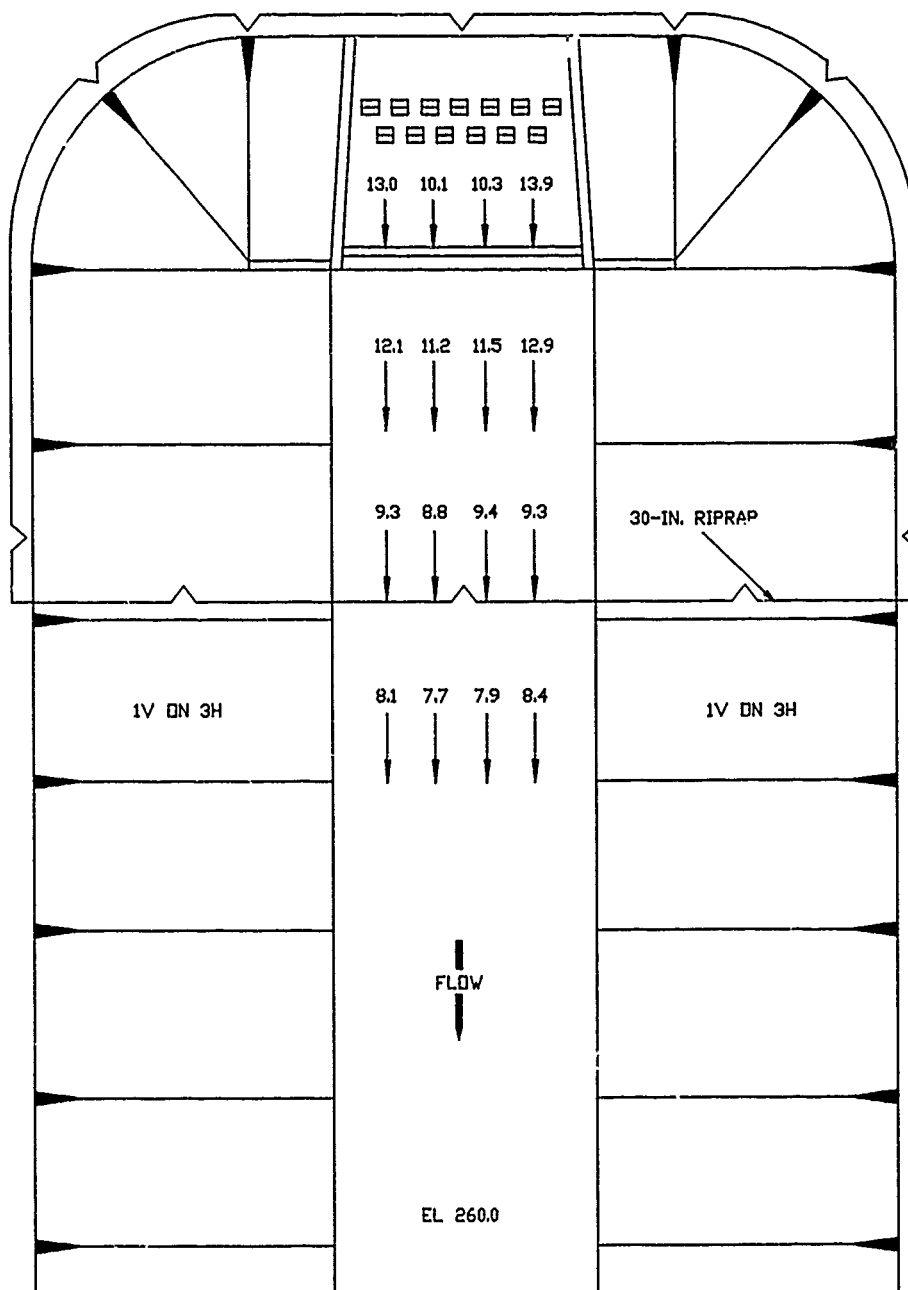 13.0 10.1 10.3 13.9
12.1 11.2 11.5 12.9
9.3 8.8 9.4 9.3
30-IN. RIPRAP
8.1 7.7 7.9 8.4
1V ON 3H 1V ON 3H
FLOW
EL 260.0